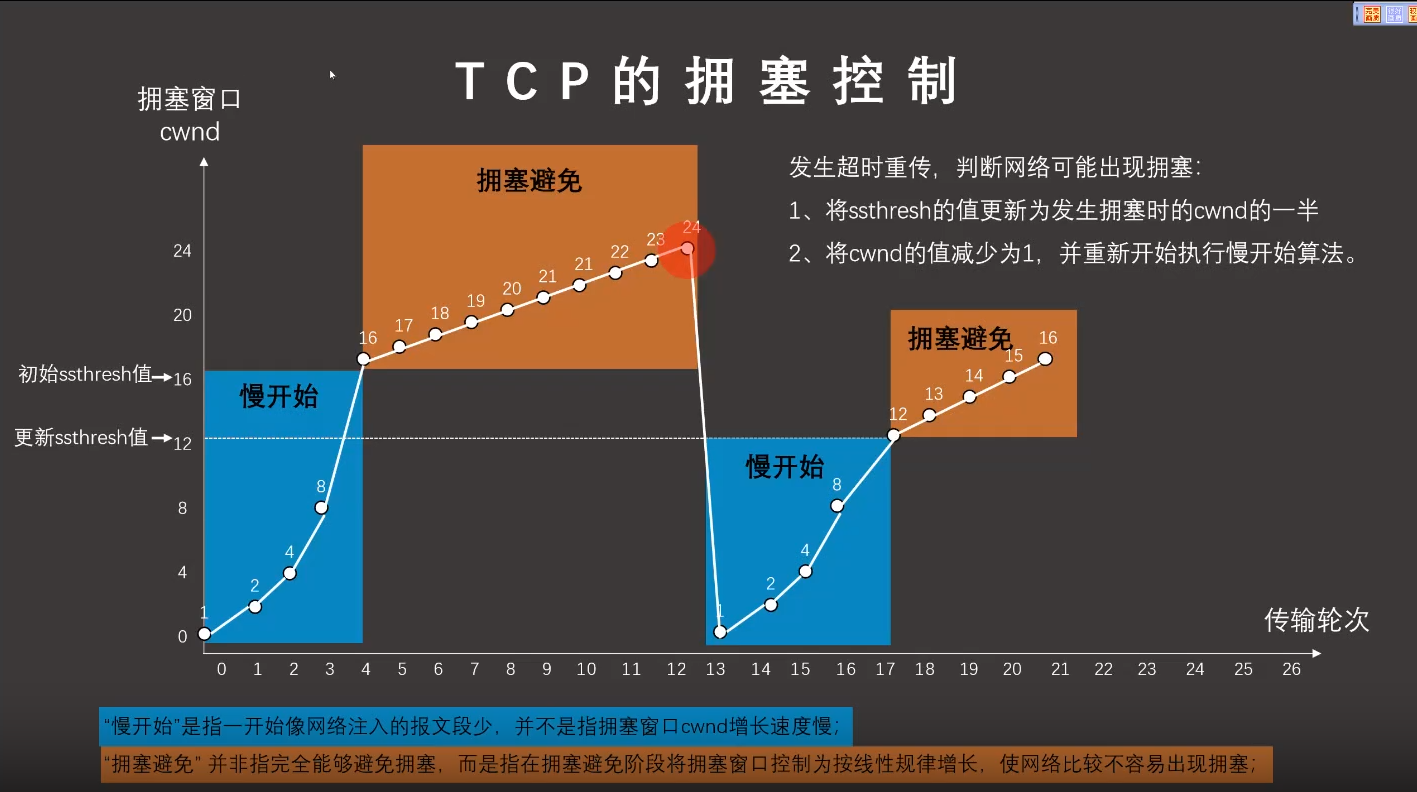 TCP的拥塞控制
拥塞窗口
cwnd
发生超时重传，判断网络可能出现拥塞：
1、将ssthresh的值更新为发生拥塞时的cwnd的一半
2、将cwnd的值减少为1，并重新开始执行慢开始算法。
拥塞避免
24
20
初始ssthresh值
16
更新ssthresh值
12
8
4
0
慢开始
1
2
4
8
16
17
18
19
20
21
21
22
23
24
慢开始
1
2
4
8
拥塞避免
12
13
14
15
16
传输轮次
0 1 2 3 4 5 6 7 8 9 10 11 12 13 14 15 16 17 18 19 20 21 22 23 24 25 26
“慢开始”是指一开始像网络注入的报文段少，并不是指拥塞窗口cwnd增长速度慢；
“拥塞避免” 并非指完全能够避免拥塞，而是指在拥塞避免阶段将拥塞窗口控制为按线性规律增长，使网络比较不容易出现拥塞；